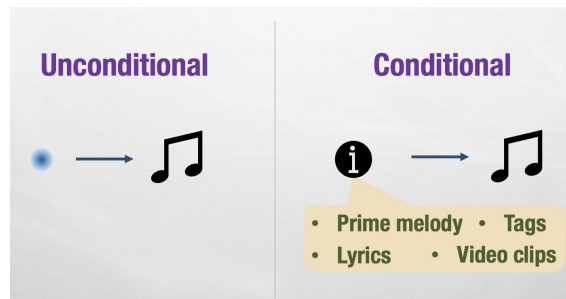 Unconditional
Conditional
i
• Prime melody • Tags
• Lyrics • Video clips